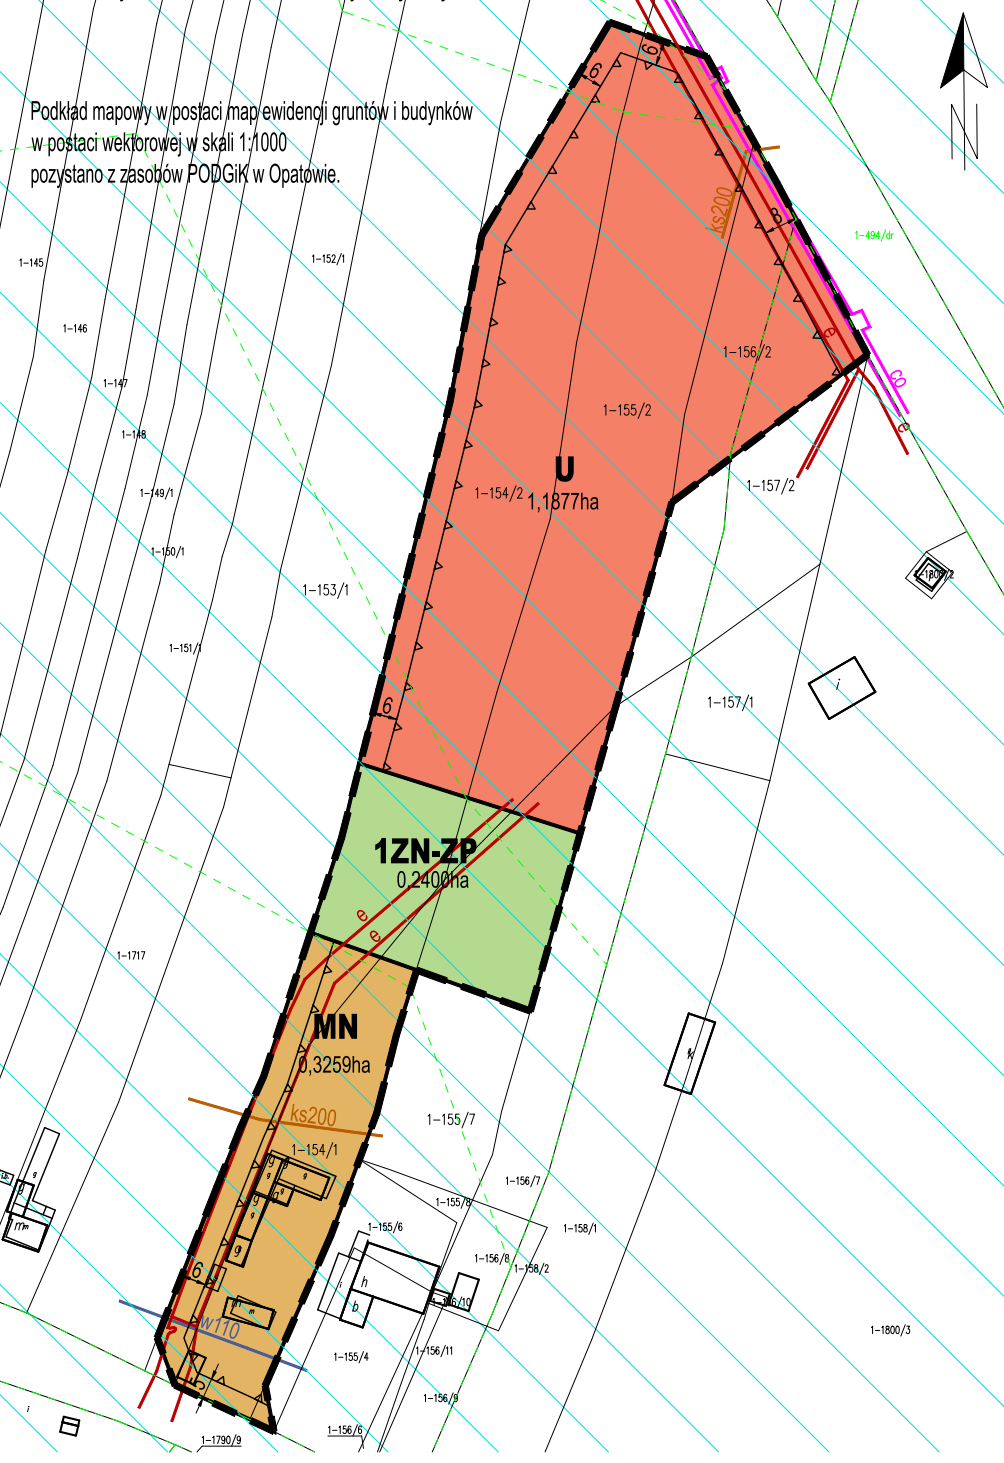 Podkład mapowy w postaci map ewidencji gruntów i budynków
w postaci wektorowej w skali 1:1000
pozystano z zasobów PODGiK w Opatowie.
N
6
6
ks200
8
1-494/dr
1-145
1-152/1
1-146
e
1-156/2
co
1-147
1-155/2
1-148
e
U
1-154/2
1,1877ha
1-157/2
1-149/1
1-150/1
1-153/1
1-151/1
i
1-157/1
6
1ZN-ZP
0,2400ha
e
e
1-1717
MN
0,3259ha
k
ks200
1-155/7
1-154/1
g
g
g
1-156/7
1-155/8
1-155/6
1-158/1
g
1-156/8
1-158/2
6
i
h
b
m
m
w110
1-156/10
1-1800/3
1-155/4
1-156/11
5
1-156/9
i
1-156/6
1-1790/9